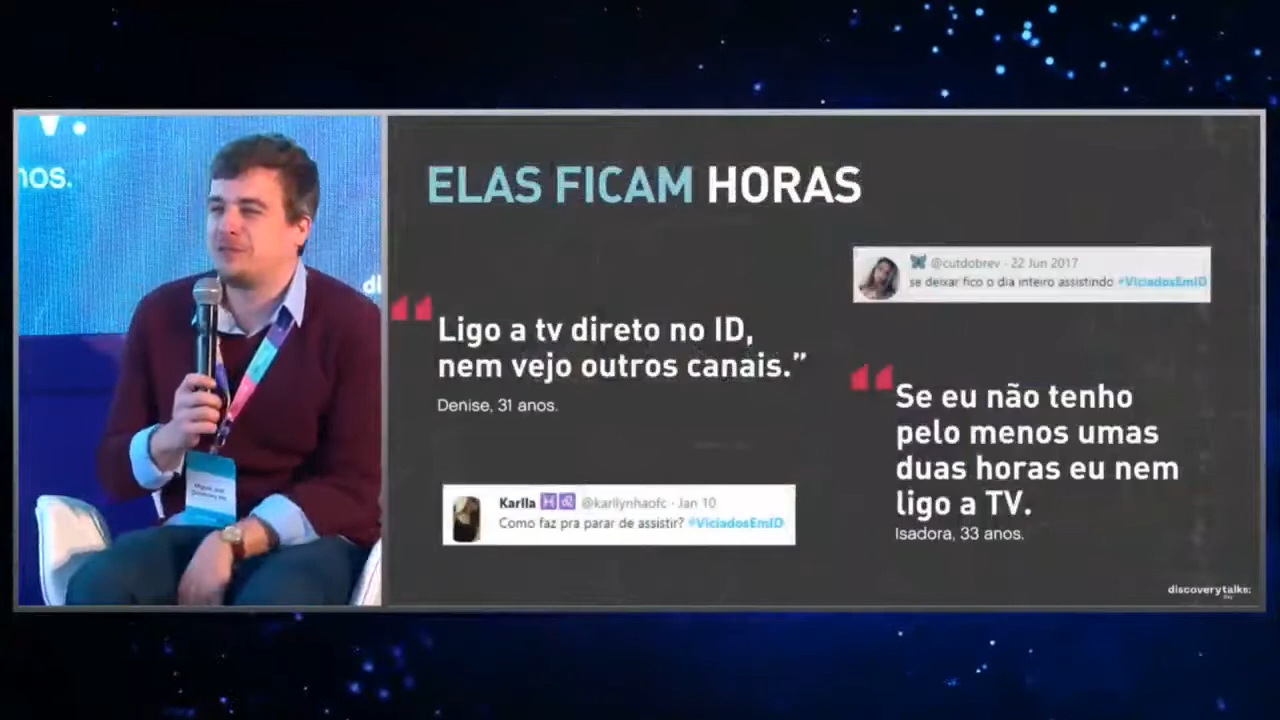 nos.
di
ELAS FICAM HORAS
@cutdobrev - 22 Jun 2017
se deixar fico o dia inteiro assistindo #ViciadosEmID
Ligo a tv direto no ID,
nem vejo outros canais.”
Denise, 31 anos.
Se eu não tenho
pelo menos umas
duas horas eu nem
ligo a TV.
Isadora, 33 anos.
Karlla @karllynhaofc · Jan 10
Como faz pra parar de assistir? #ViciadosEmID
discoverytalks: